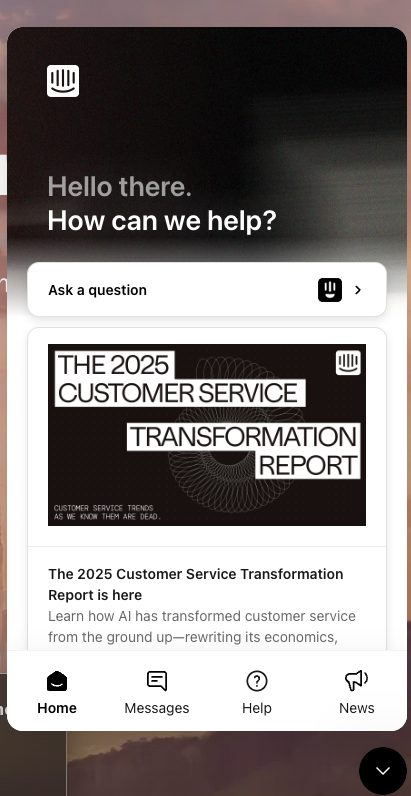 Hello there.
How can we help?
Ask a question
THE 2025
CUSTOMER SERVICE
TRANSFORMATION
REPORT
CUSTOMER SERVICE TRENDS
AS WE KNOW THEM ARE DEAD.
The 2025 Customer Service Transformation
Report is here
Learn how AI has transformed customer service
from the ground up—rewriting its economics,
Home
Messages
Help
News